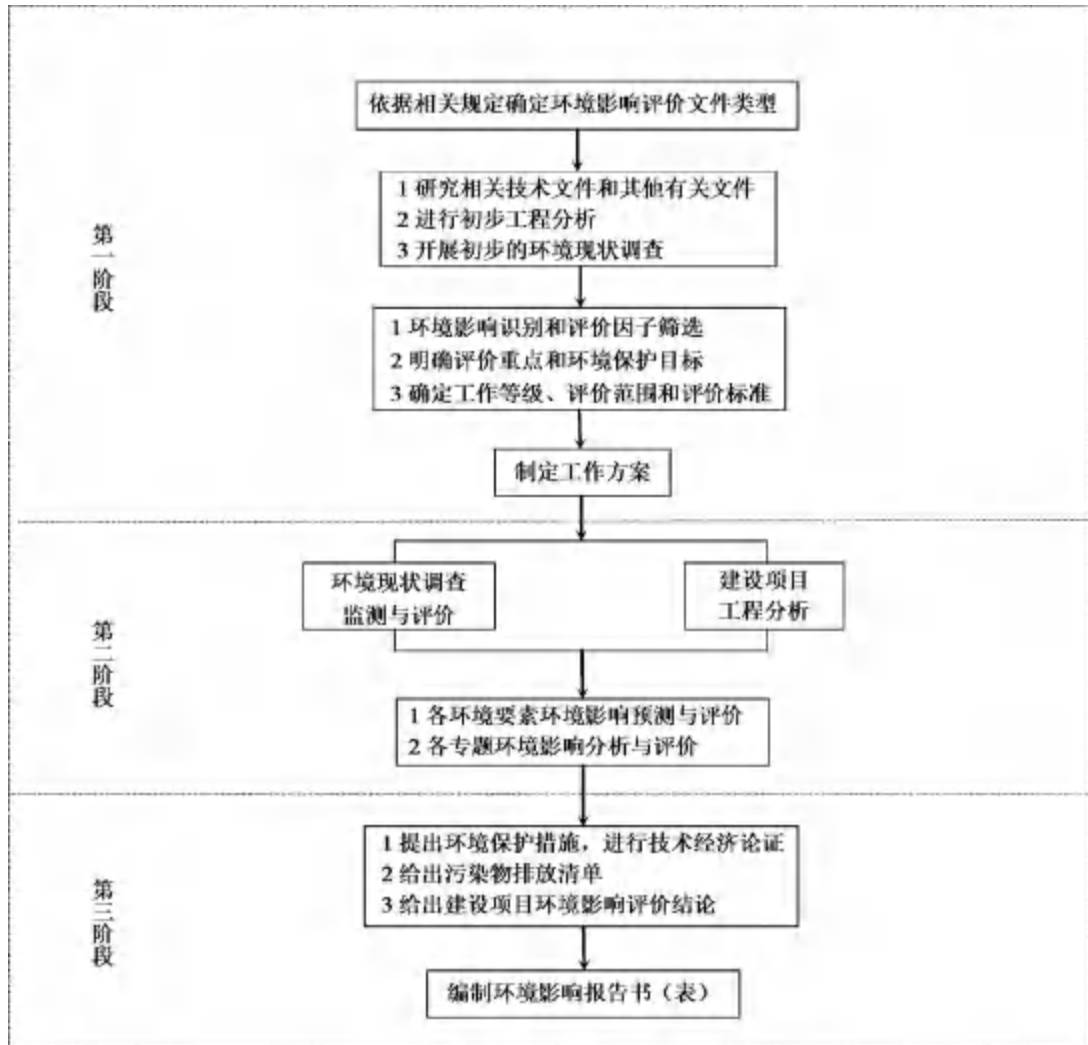 依据相关规定确定环境影响评价文件类型
1 研究相关技术文件和其他有关文件
2 进行初步工程分析
3 开展初步的环境现状调查
第一阶段
1 环境影响识别和评价因子筛选
2 明确评价重点和环境保护目标
3 确定工作等级、评价范围和评价标准
制定工作方案
环境现状调查
监测与评价
建设项目
工程分析
第二阶段
1 各环境要素环境影响预测与评价
2 各专题环境影响分析与评价
1 提出环境保护措施，进行技术经济论证
2 给出污染物排放清单
3 给出建设项目环境影响评价结论
第三阶段
编制环境影响报告书（表）